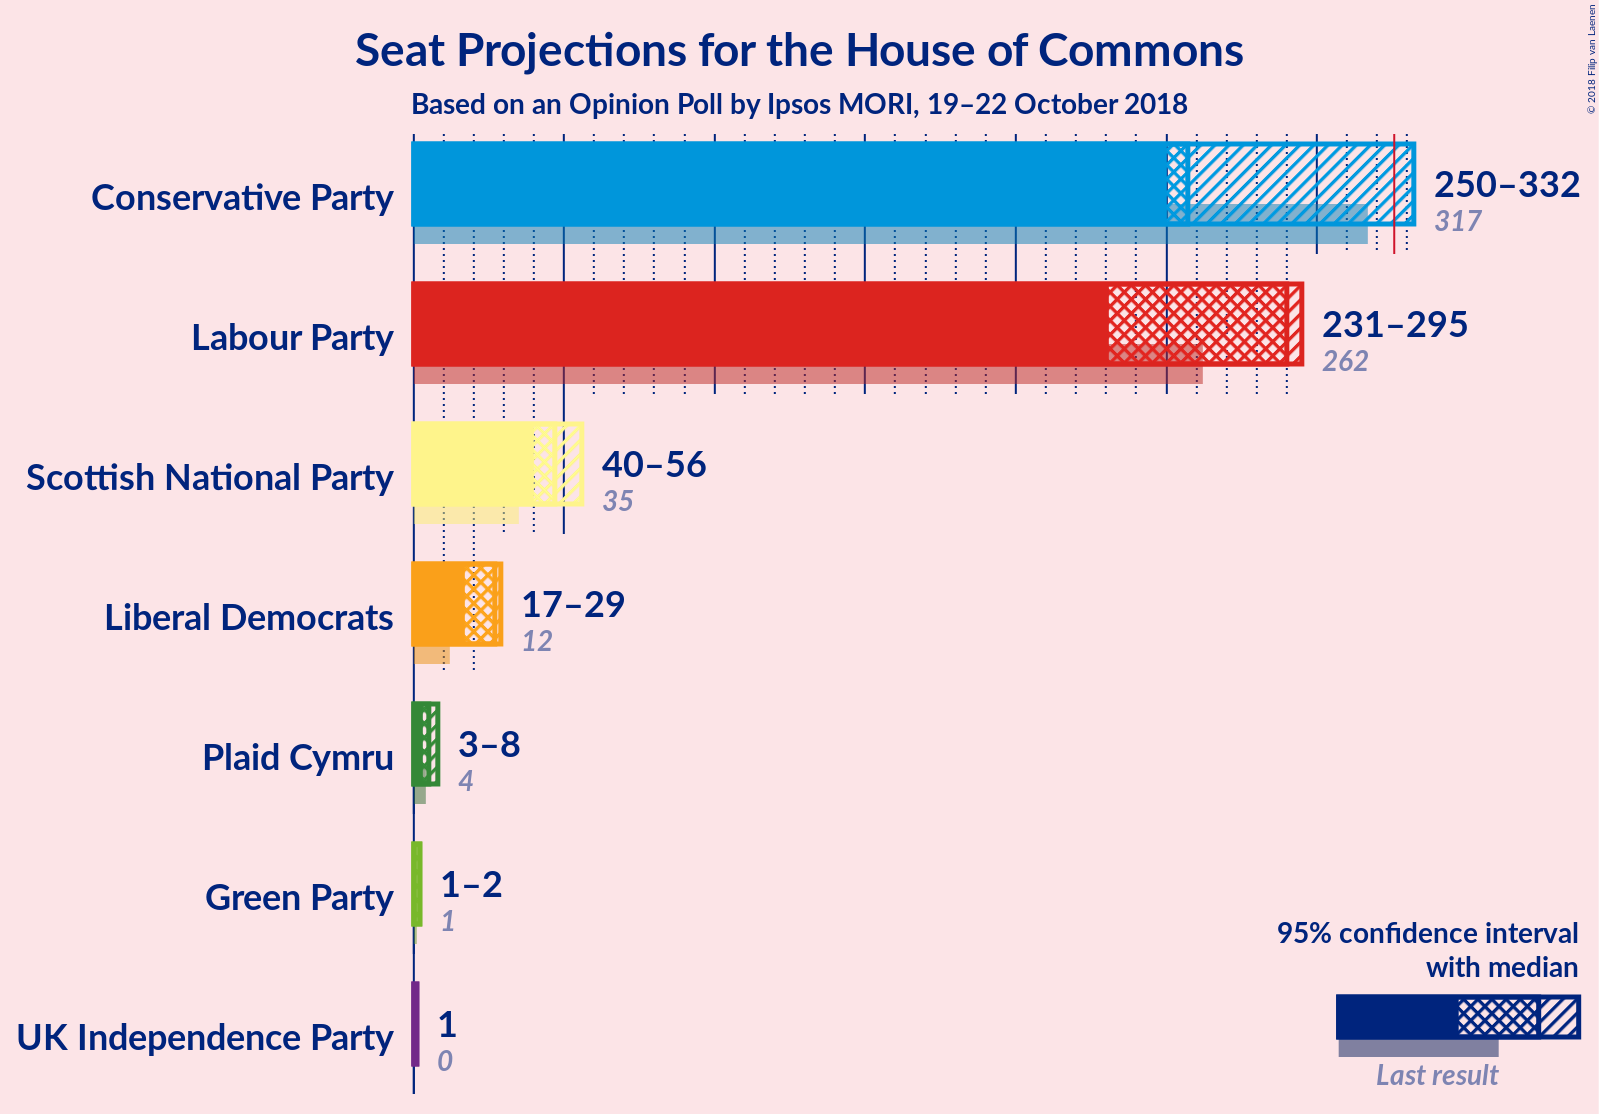 Seat Projections for the House of Commons
Based on an Opinion Poll by Ipsos MORI, 19–22 October 2018
© 2018 Filip van Laenen
Conservative Party
250–332
317
Labour Party
231–295
262
Scottish National Party
40–56
35
Liberal Democrats
17–29
12
Plaid Cymru
3–8
4
Green Party
1–2
1
UK Independence Party
1
0
95% confidence interval
with median
Last result